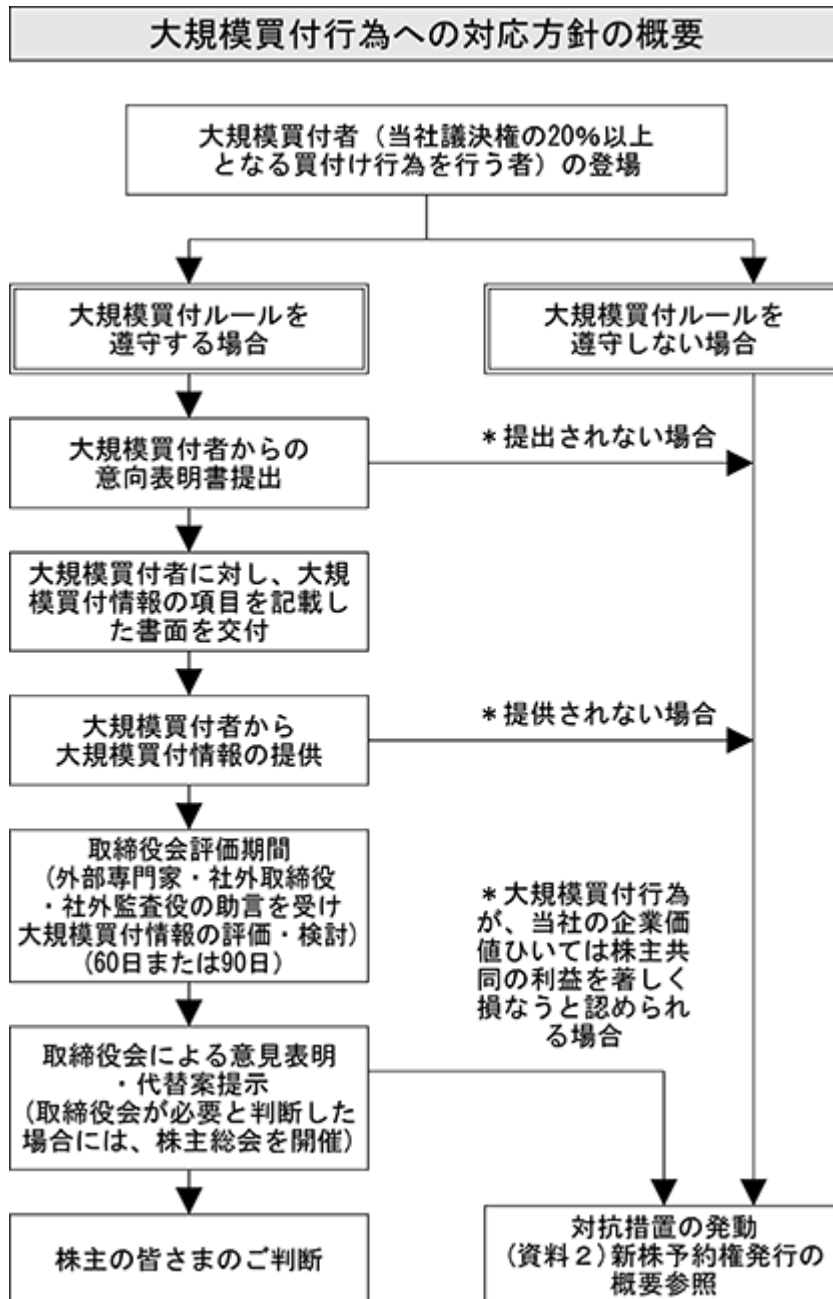 大規模買付行為への対応方針の概要
大規模買付者（当社議決権の20%以上
となる買付け行為を行う者）の登場
大規模買付ルールを
遵守する場合
大規模買付ルールを
遵守しない場合
大規模買付者からの
意向表明書提出
＊提出されない場合
大規模買付者に対し、大規
模買付情報の項目を記載し
た書面を交付
大規模買付者から
大規模買付情報の提供
＊提供されない場合
取締役会評価期間
(外部専門家・社外取締役
・社外監査役の助言を受け
大規模買付情報の評価・検討)
(60日または90日)
＊大規模買付行為
が、当社の企業価
値ひいては株主共
同の利益を著しく
損なうと認められ
る場合
取締役会による意見表明
・代替案提示
(取締役会が必要と判断した
場合には、株主総会を開催)
株主の皆さまのご判断
対抗措置の発動
(資料２)新株予約権発行の
概要参照